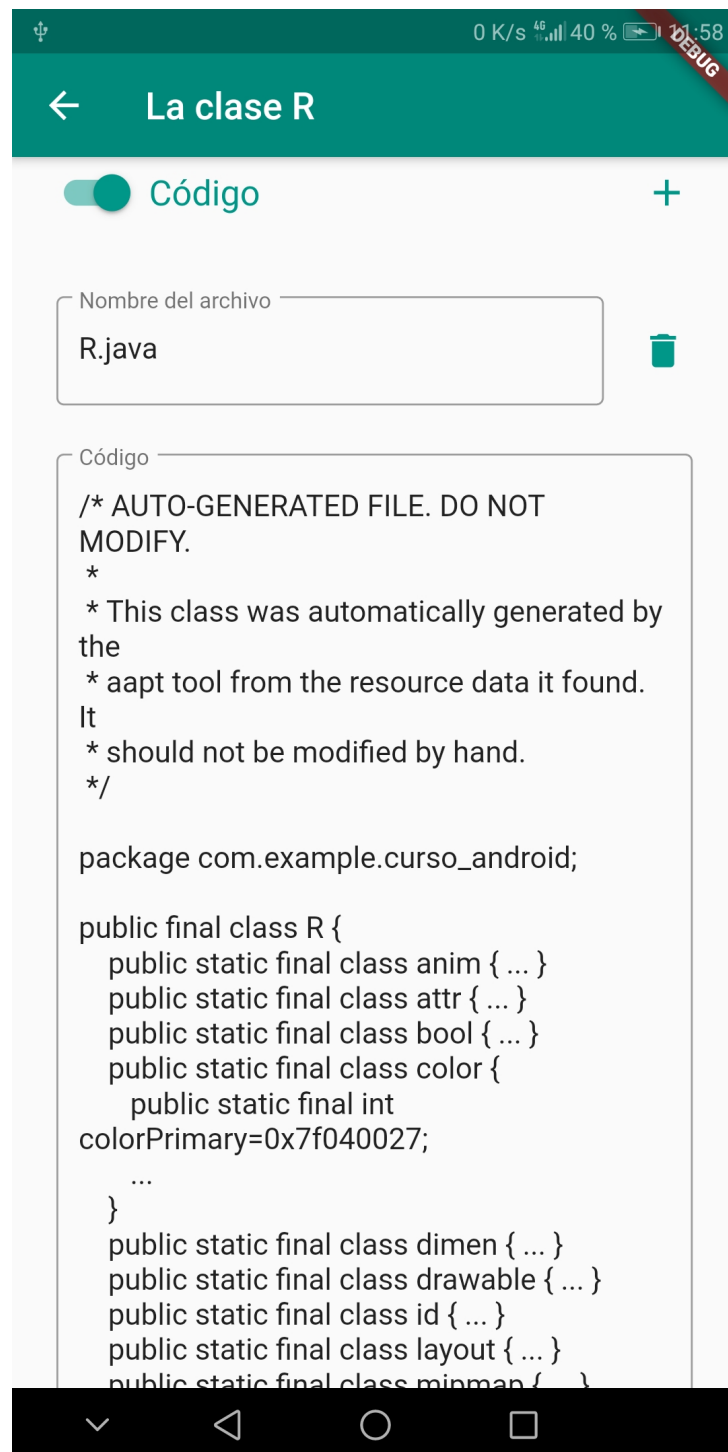 0 K/s 4G 40 % 11:58
DEBUG
La clase R
Código
Nombre del archivo
R.java
Código
/* AUTO-GENERATED FILE. DO NOT
MODIFY.
 *
 * This class was automatically generated by
the
 * aapt tool from the resource data it found.
It
 * should not be modified by hand.
 */

package com.example.curso_android;

public final class R {
    public static final class anim { ... }
    public static final class attr { ... }
    public static final class bool { ... }
    public static final class color {
       public static final int
colorPrimary=0x7f040027;
       ...
    }
    public static final class dimen { ... }
    public static final class drawable { ... }
    public static final class id { ... }
    public static final class layout { ... }
    public static final class mipmap { ... }